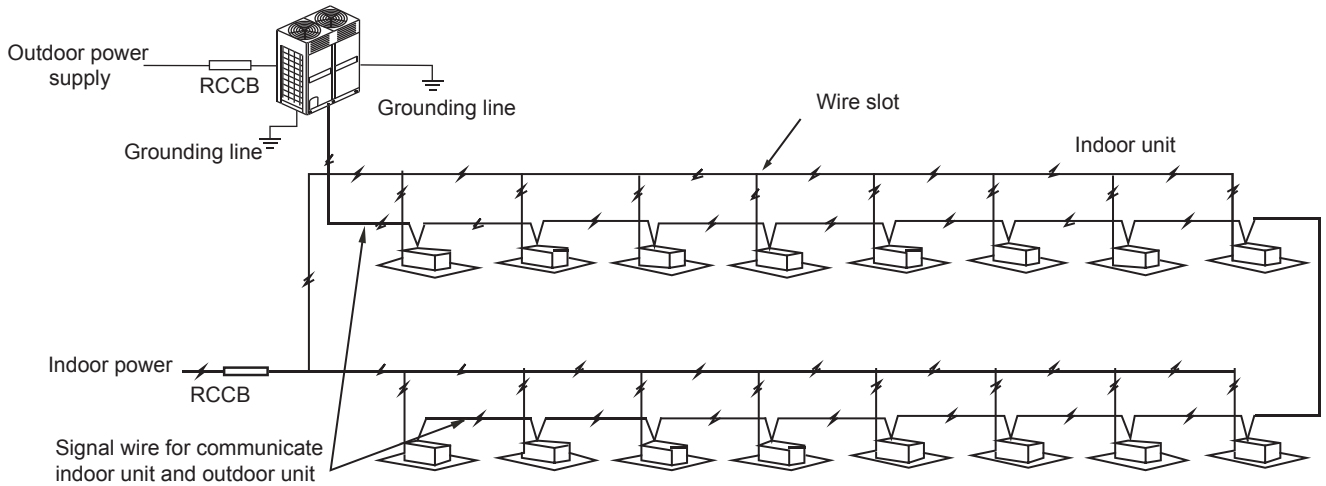 Outdoor power
supply
RCCB
Grounding line
Grounding line
Wire slot
Indoor unit
Indoor power
RCCB
Signal wire for communicate
indoor unit and outdoor unit